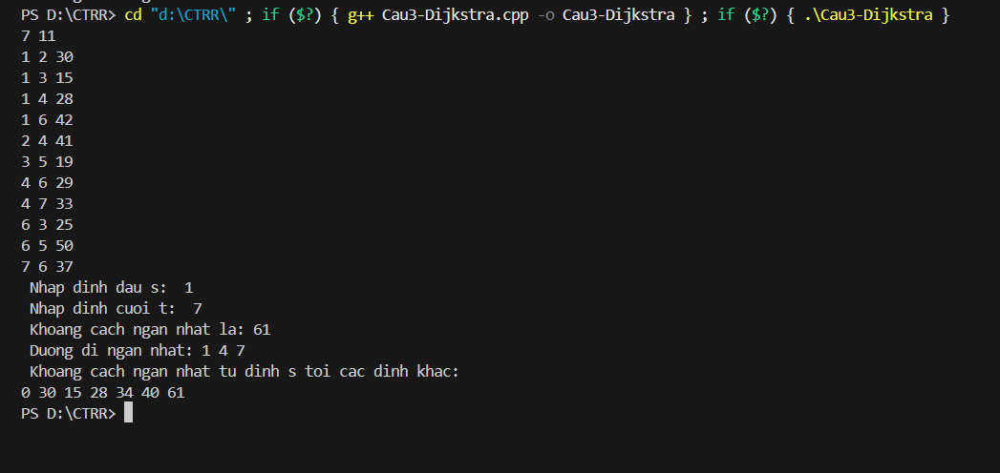 PS D:\CTRR> cd "d:\CTRR\" ; if ($?) { g++ Cau3-Dijkstra.cpp -o Cau3-Dijkstra } ; if ($?) { .\Cau3-Dijkstra }
7 11
1 2 30
1 3 15
1 4 28
1 6 42
2 4 41
3 5 19
4 6 29
4 7 33
6 3 25
6 5 50
7 6 37
Nhap dinh dau s:  1
Nhap dinh cuoi t:  7
Khoang cach ngan nhat la: 61
Duong di ngan nhat: 1 4 7
Khoang cach ngan nhat tu dinh s toi cac dinh khac:
0 30 15 28 34 40 61
PS D:\CTRR>